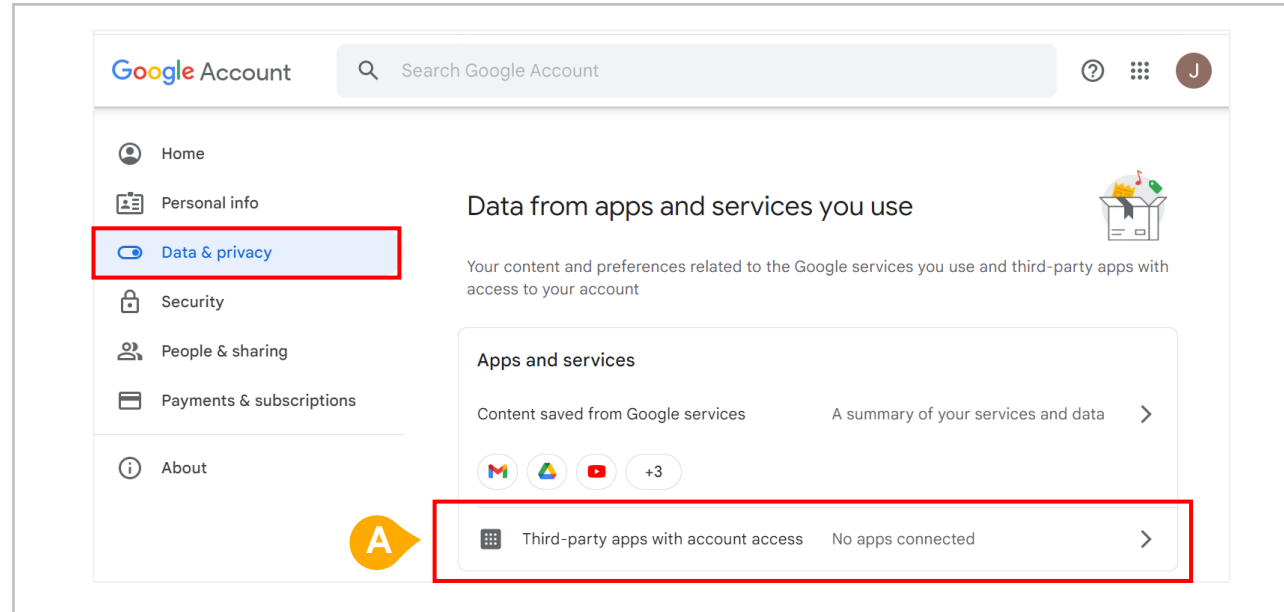 Google Account
Search Google Account
J
Home
Personal info
Data & privacy
Security
People & sharing
Payments & subscriptions
About
Data from apps and services you use
Your content and preferences related to the Google services you use and third-party apps with
access to your account
Apps and services
Content saved from Google services A summary of your services and data
+3
A
Third-party apps with account access No apps connected